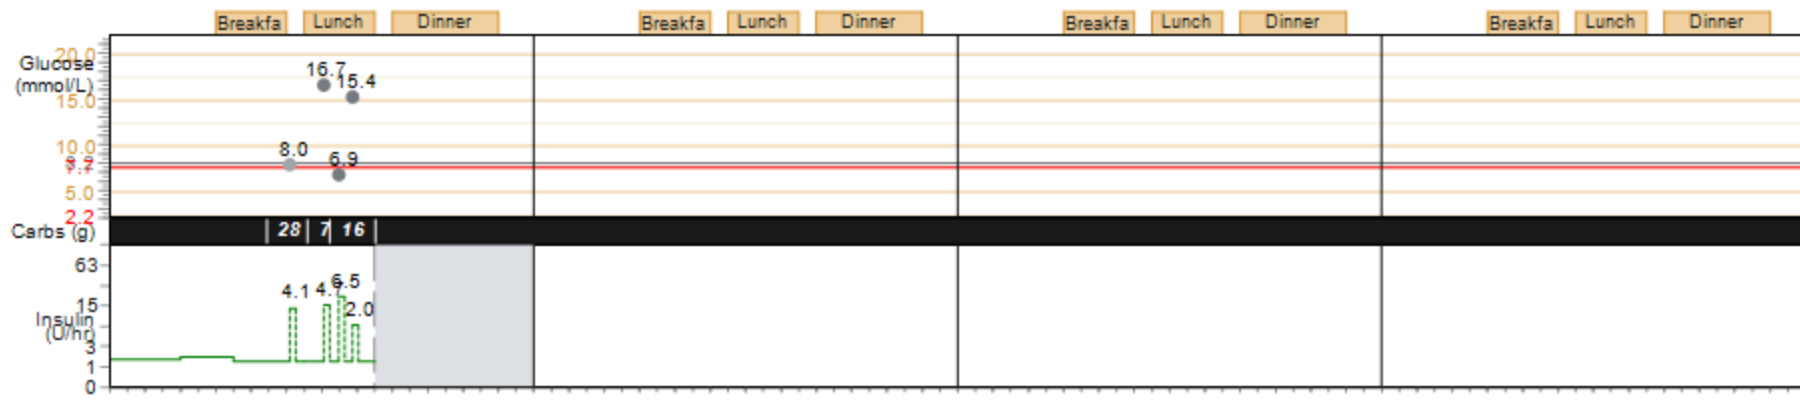 Breakfa Lunch Dinner Breakfa Lunch Dinner Breakfa Lunch Dinner Breakfa Lunch Dinner
20.0
Glucose
(mmol/L)
15.0
10.0
5.0
2.2
16.7
15.4
8.0
6.9
Carbs (g) 28 7 16
63
15
Insulin
(U/hr)
3
1
0
4.1
6.5
2.0